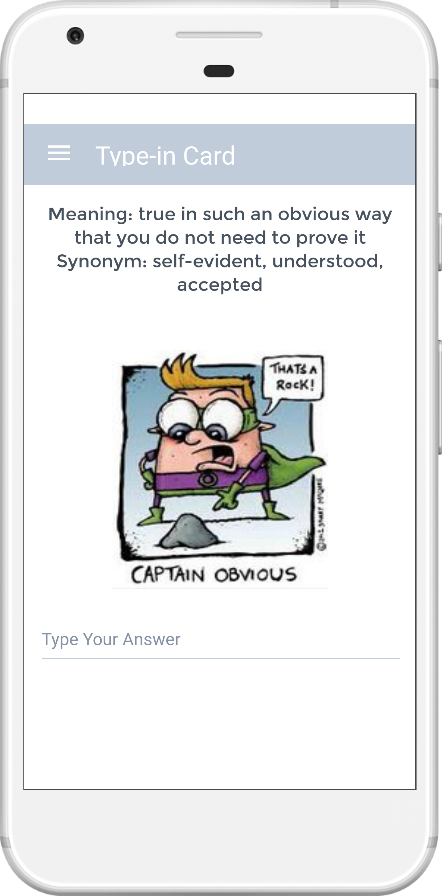 Type-in Card
Meaning: true in such an obvious way
that you do not need to prove it
Synonym: self-evident, understood,
accepted
THAT'S A
ROCK!
CAPTAIN OBVIOUS
Type Your Answer